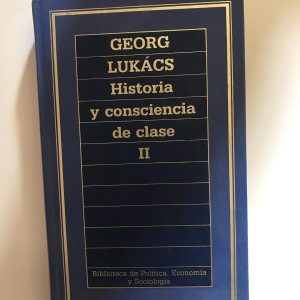 GEORG
LUKÁCS
Historia
y consciencia
de clase
II
Biblioteca de Política, Economía
y Sociología